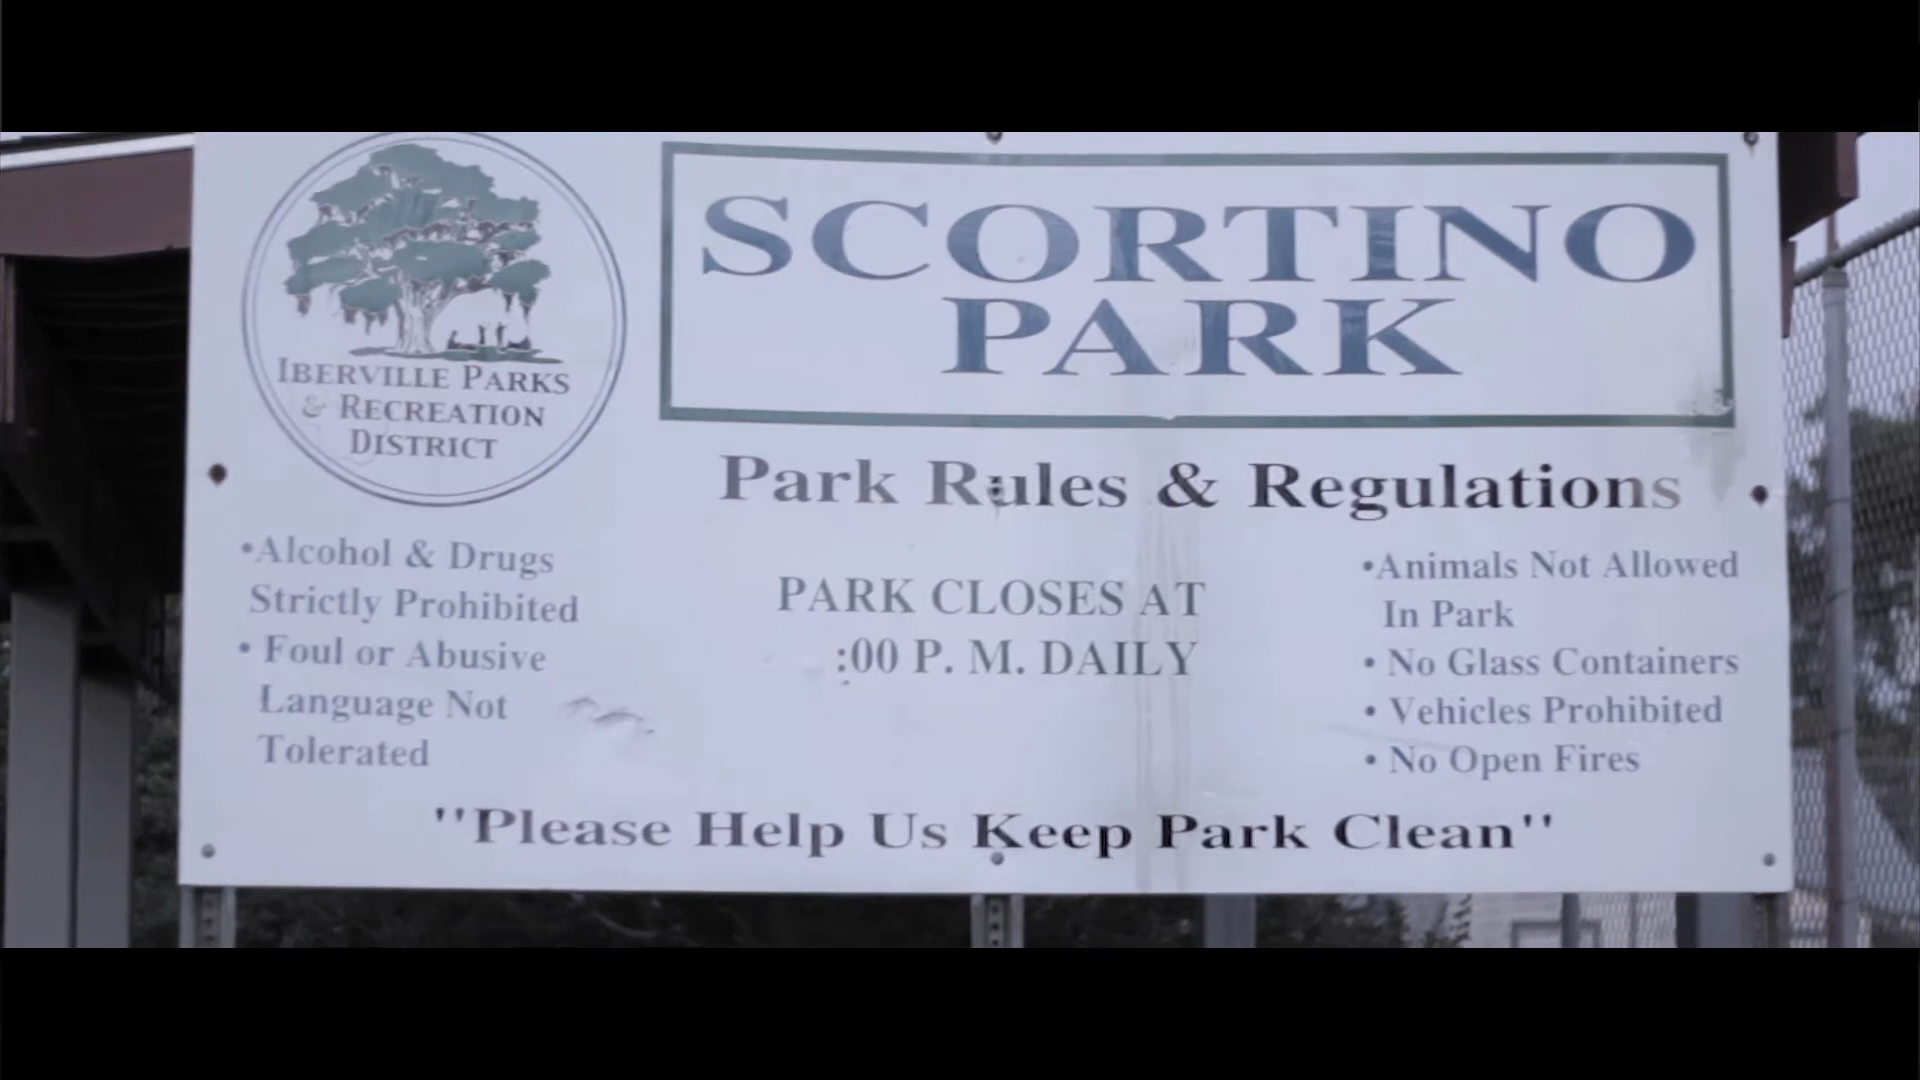 IBERVILLE PARKS
& RECREATION
DISTRICT
SCORTINO
PARK
Park Rules & Regulations
•Alcohol & Drugs
Strictly Prohibited
• Foul or Abusive
Language Not
Tolerated
PARK CLOSES AT
:00 P. M. DAILY
•Animals Not Allowed
In Park
• No Glass Containers
• Vehicles Prohibited
• No Open Fires
"Please Help Us Keep Park Clean"